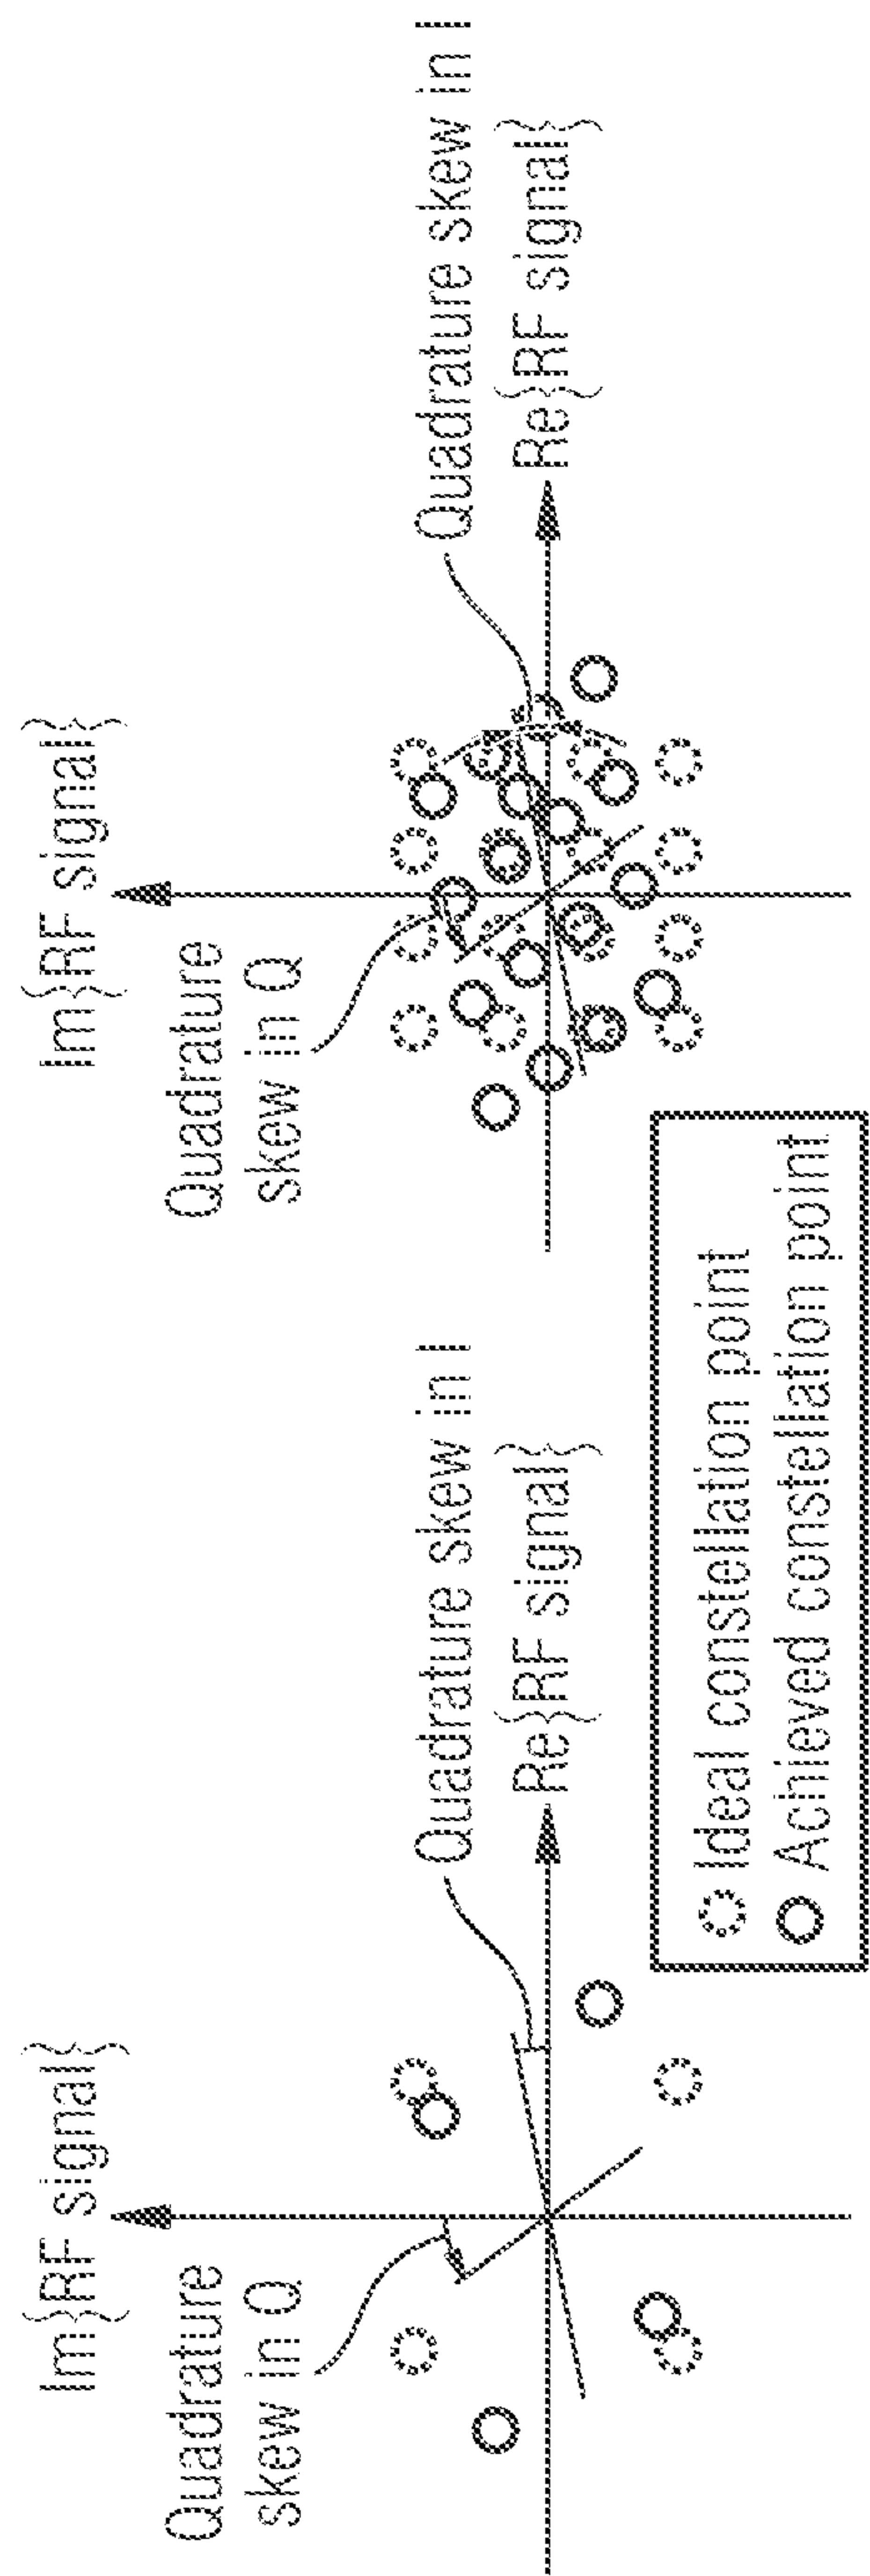 Im{RF signal}
Quadrature
skew in Q
Quadrature skew in I
Re{RF signal}
Im{RF signal}
Quadrature
skew in Q
Quadrature skew in I
Re{RF signal}
Ideal constellation point
Achieved constellation point